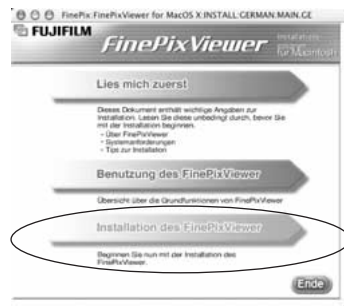 FinePix:FinePixViewer for MacOS X:INSTALL:GERMAN:MAIN.GE
FUJIFILM
FinePixViewer
Installation
für Macintosh
Lies mich zuerst
Dieses Dokument enthält wichtige Angaben zur
Installation. Lesen Sie diese unbedingt durch, bevor Sie
mit der Installation beginnen.
- Über FinePixViewer
- Systemanforderungen
- Tips zur Installation
Benutzung des FinePixViewer
Übersicht über die Grundfunktionen von FinePixViewer
Installation des FinePixViewer
Beginnen Sie nun mit der Installation des
FinePixViewer.
Ende